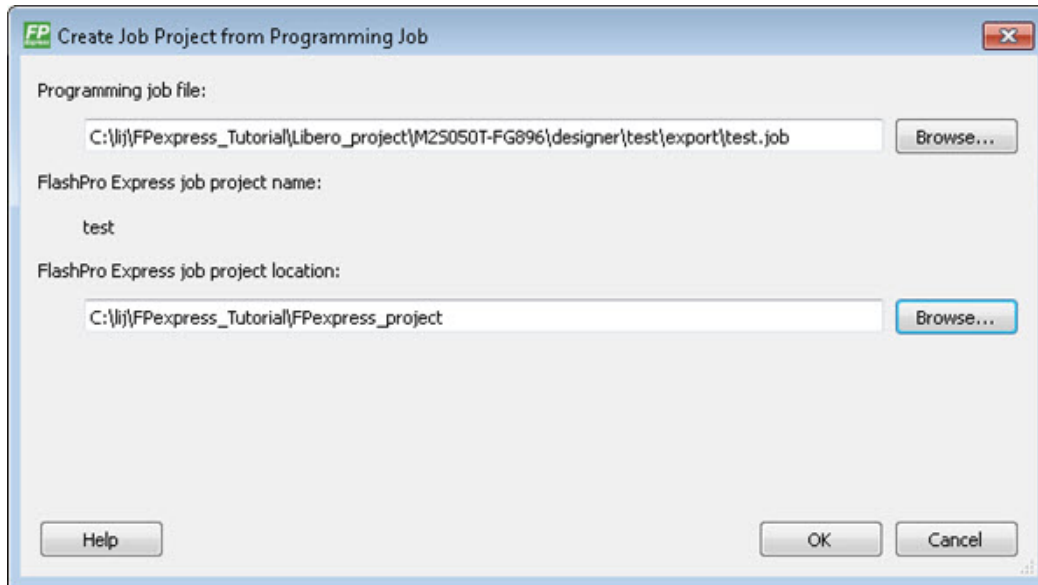 FP Express Create Job Project from Programming Job
Programming job file:
C:\lij\FPexpress_Tutorial\Libero_project\M2S050T-FG896\designer\test\export\test.job Browse...
FlashPro Express job project name:
test
FlashPro Express job project location:
C:\lij\FPexpress_Tutorial\FPexpress_project Browse...
Help OK Cancel